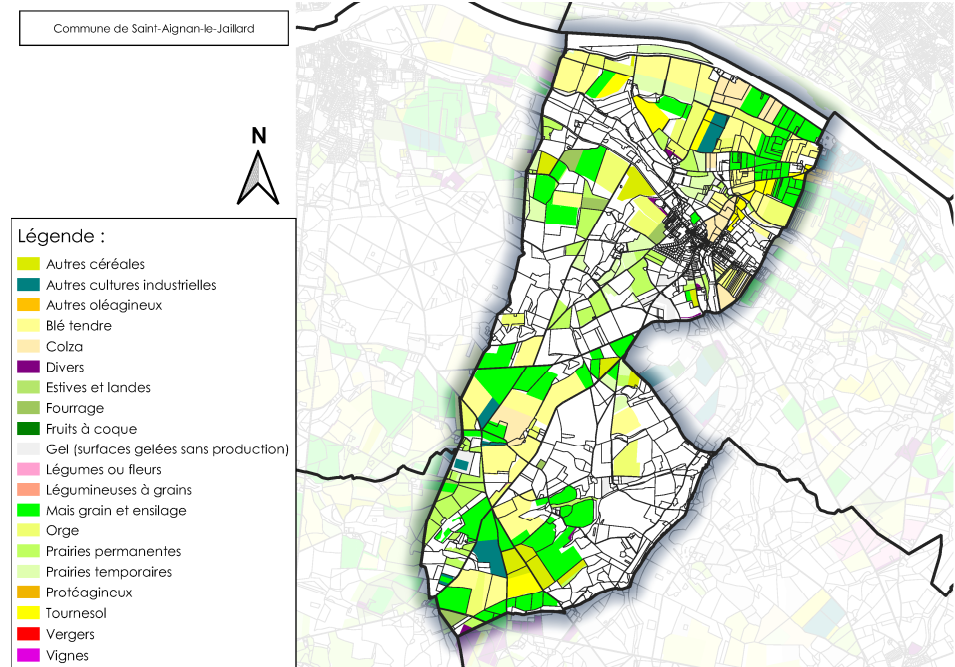 Commune de Saint-Aignan-le-Jaillard
N
Légende :
Autres céréales
Autres cultures industrielles
Autres oléagineux
Blé tendre
Colza
Divers
Estives et landes
Fourrage
Fruits à coque
Gel (surfaces gelées sans production)
Légumes ou fleurs
Légumineuses à grains
Mais grain et ensilage
Orge
Prairies permanentes
Prairies temporaires
Protéagincux
Tournesol
Vergers
Vignes